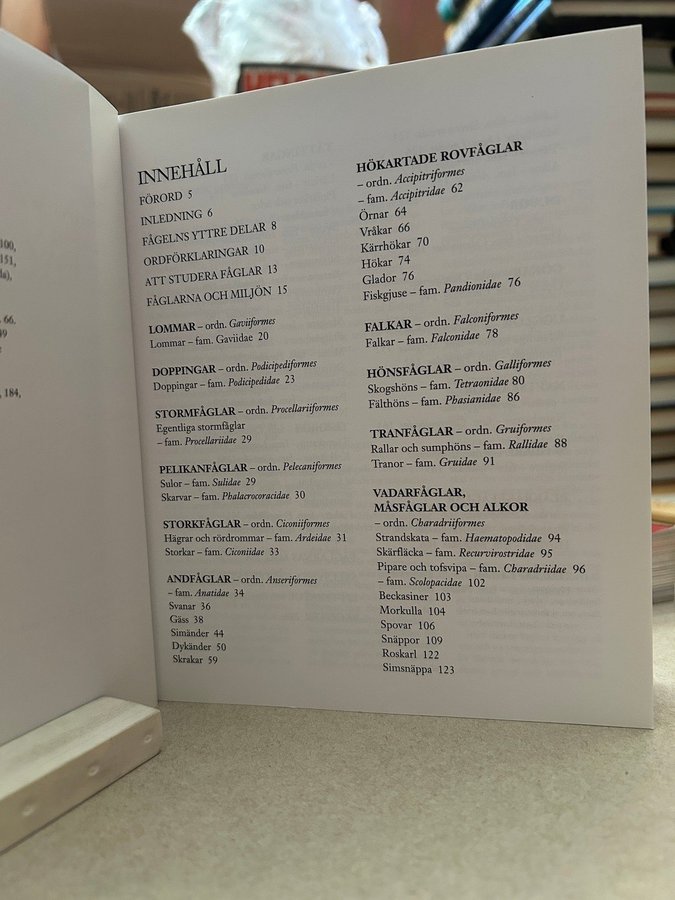 100,
151,
da),
66.
49
184,
INNEHÅLL
FÖRORD 5
INLEDNING 6
FÅGELNS YTTRE DELAR 8
ORDFÖRKLARINGAR 10
ATT STUDERA FÅGLAR 13
FÅGLARNA OCH MILJÖN 15
LOMMAR – ordn. Gaviiformes
Lommar – fam. Gaviidae 20
DOPPINGAR – ordn. Podicipediformes
Doppingar – fam. Podicipedidae 23
STORMFÅGLAR – ordn. Procellariiformes
Egentliga stormfåglar
– fam. Procellariidae 29
PELIKANFÅGLAR – ordn. Pelecaniformes
Sulor – fam. Sulidae 29
Skarvar – fam. Phalacrocoracidae 30
STORKFÅGLAR – ordn. Ciconiiformes
Hägrar och rördrommar – fam. Ardeidae 31
Storkar – fam. Ciconiidae 33
ANDFÅGLAR – ordn. Anseriformes
– fam. Anatidae 34
Svanar 36
Gäss 38
Simänder 44
Dykänder 50
Skrakar 59
HÖKARTADE ROVFÅGLAR
– ordn. Accipitriformes
– fam. Accipitridae 62
Örnar 64
Vråkar 66
Kärrhökar 70
Hökar 74
Glador 76
Fiskgjuse – fam. Pandionidae 76
FALKAR – ordn. Falconiformes
Falkar – fam. Falconidae 78
HÖNSFÅGLAR – ordn. Galliformes
Skogshöns – fam. Tetraonidae 80
Fälthöns – fam. Phasianidae 86
TRANFÅGLAR – ordn. Gruiformes
Rallar och sumphöns – fam. Rallidae 88
Tranor – fam. Gruidae 91
VADARFÅGLAR,
MÅSFÅGLAR OCH ALKOR
– ordn. Charadriiformes
Strandskata – fam. Haematopodidae 94
Skärfläcka – fam. Recurvirostridae 95
Pipare och tofsvipa – fam. Charadriidae 96
– fam. Scolopacidae 102
Beckasiner 103
Morkulla 104
Spovar 106
Snäppor 109
Roskarl 122
Simsnäppa 123